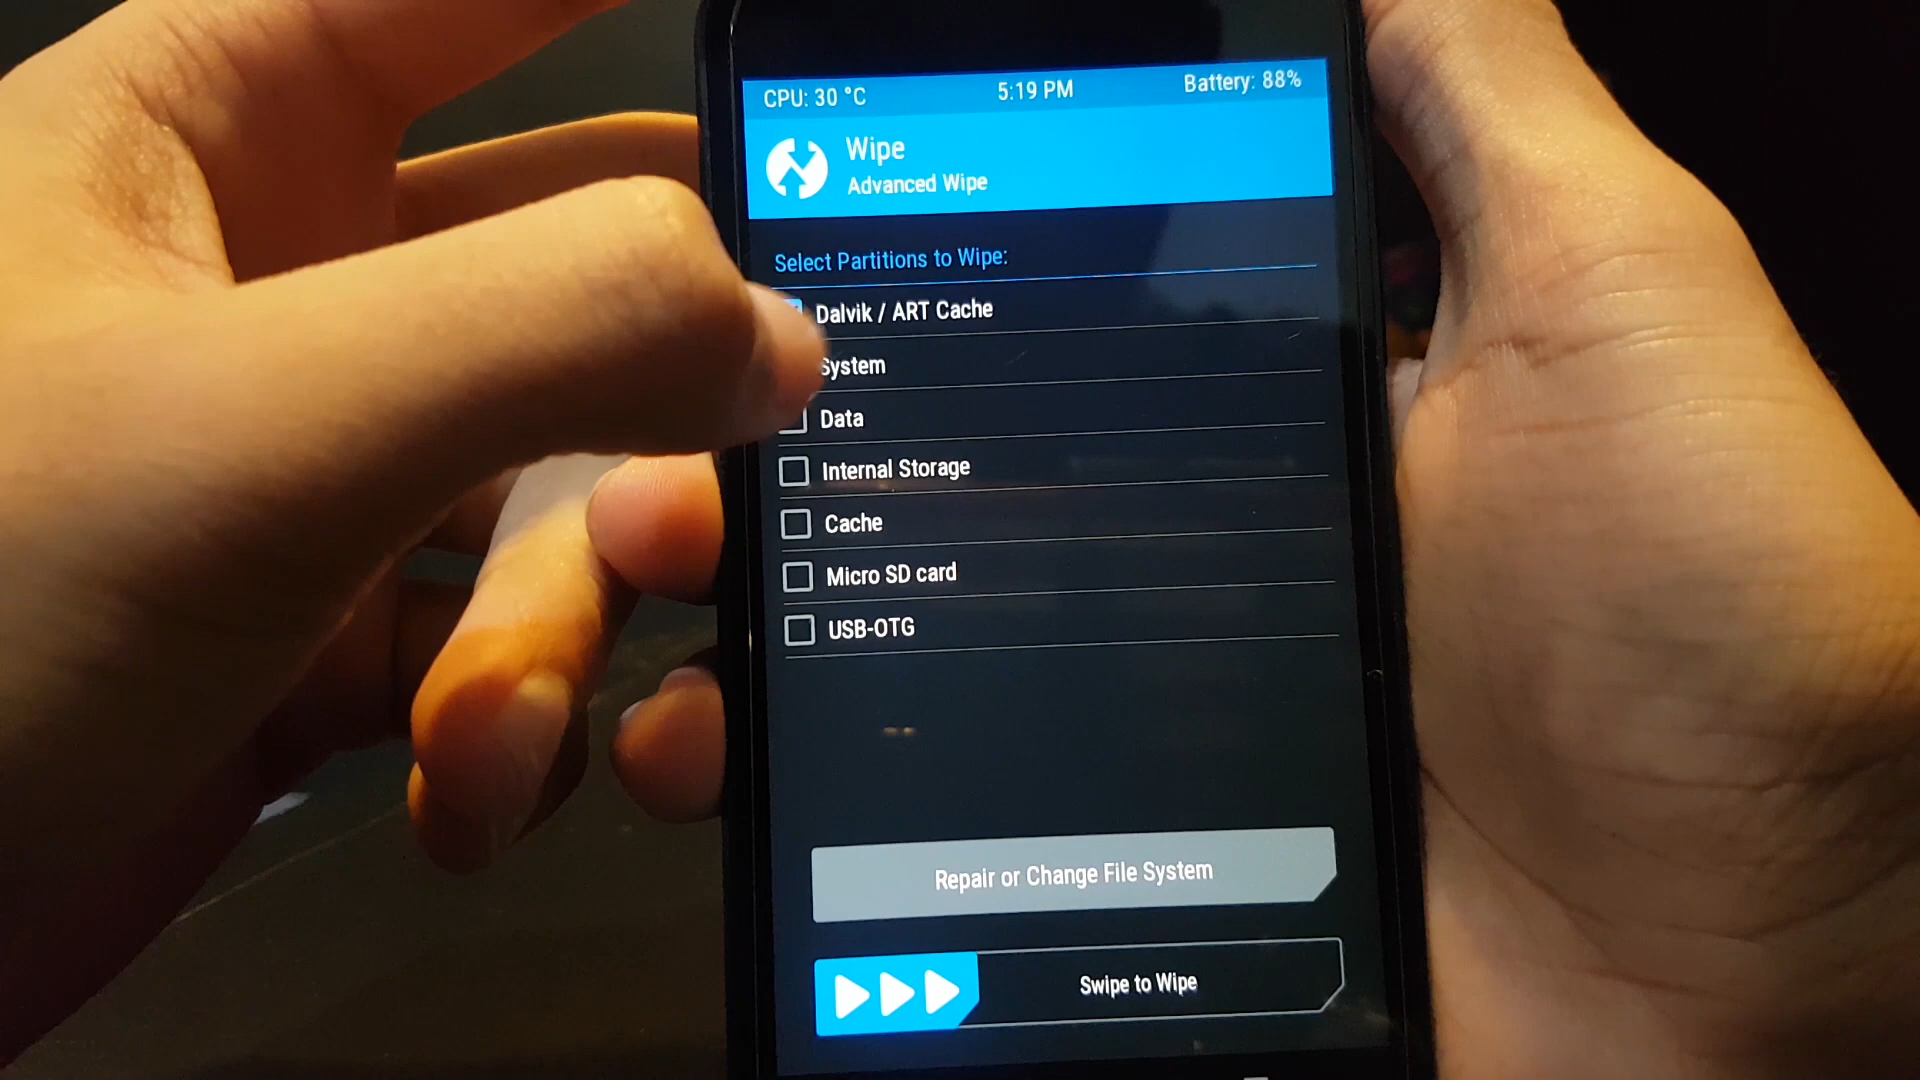 CPU: 30 °C 5:19 PM Battery: 88%
Wipe
Advanced Wipe
Select Partitions to Wipe:
Dalvik / ART Cache
System
Data
Internal Storage
Cache
Micro SD card
USB-OTG
Repair or Change File System
Swipe to Wipe